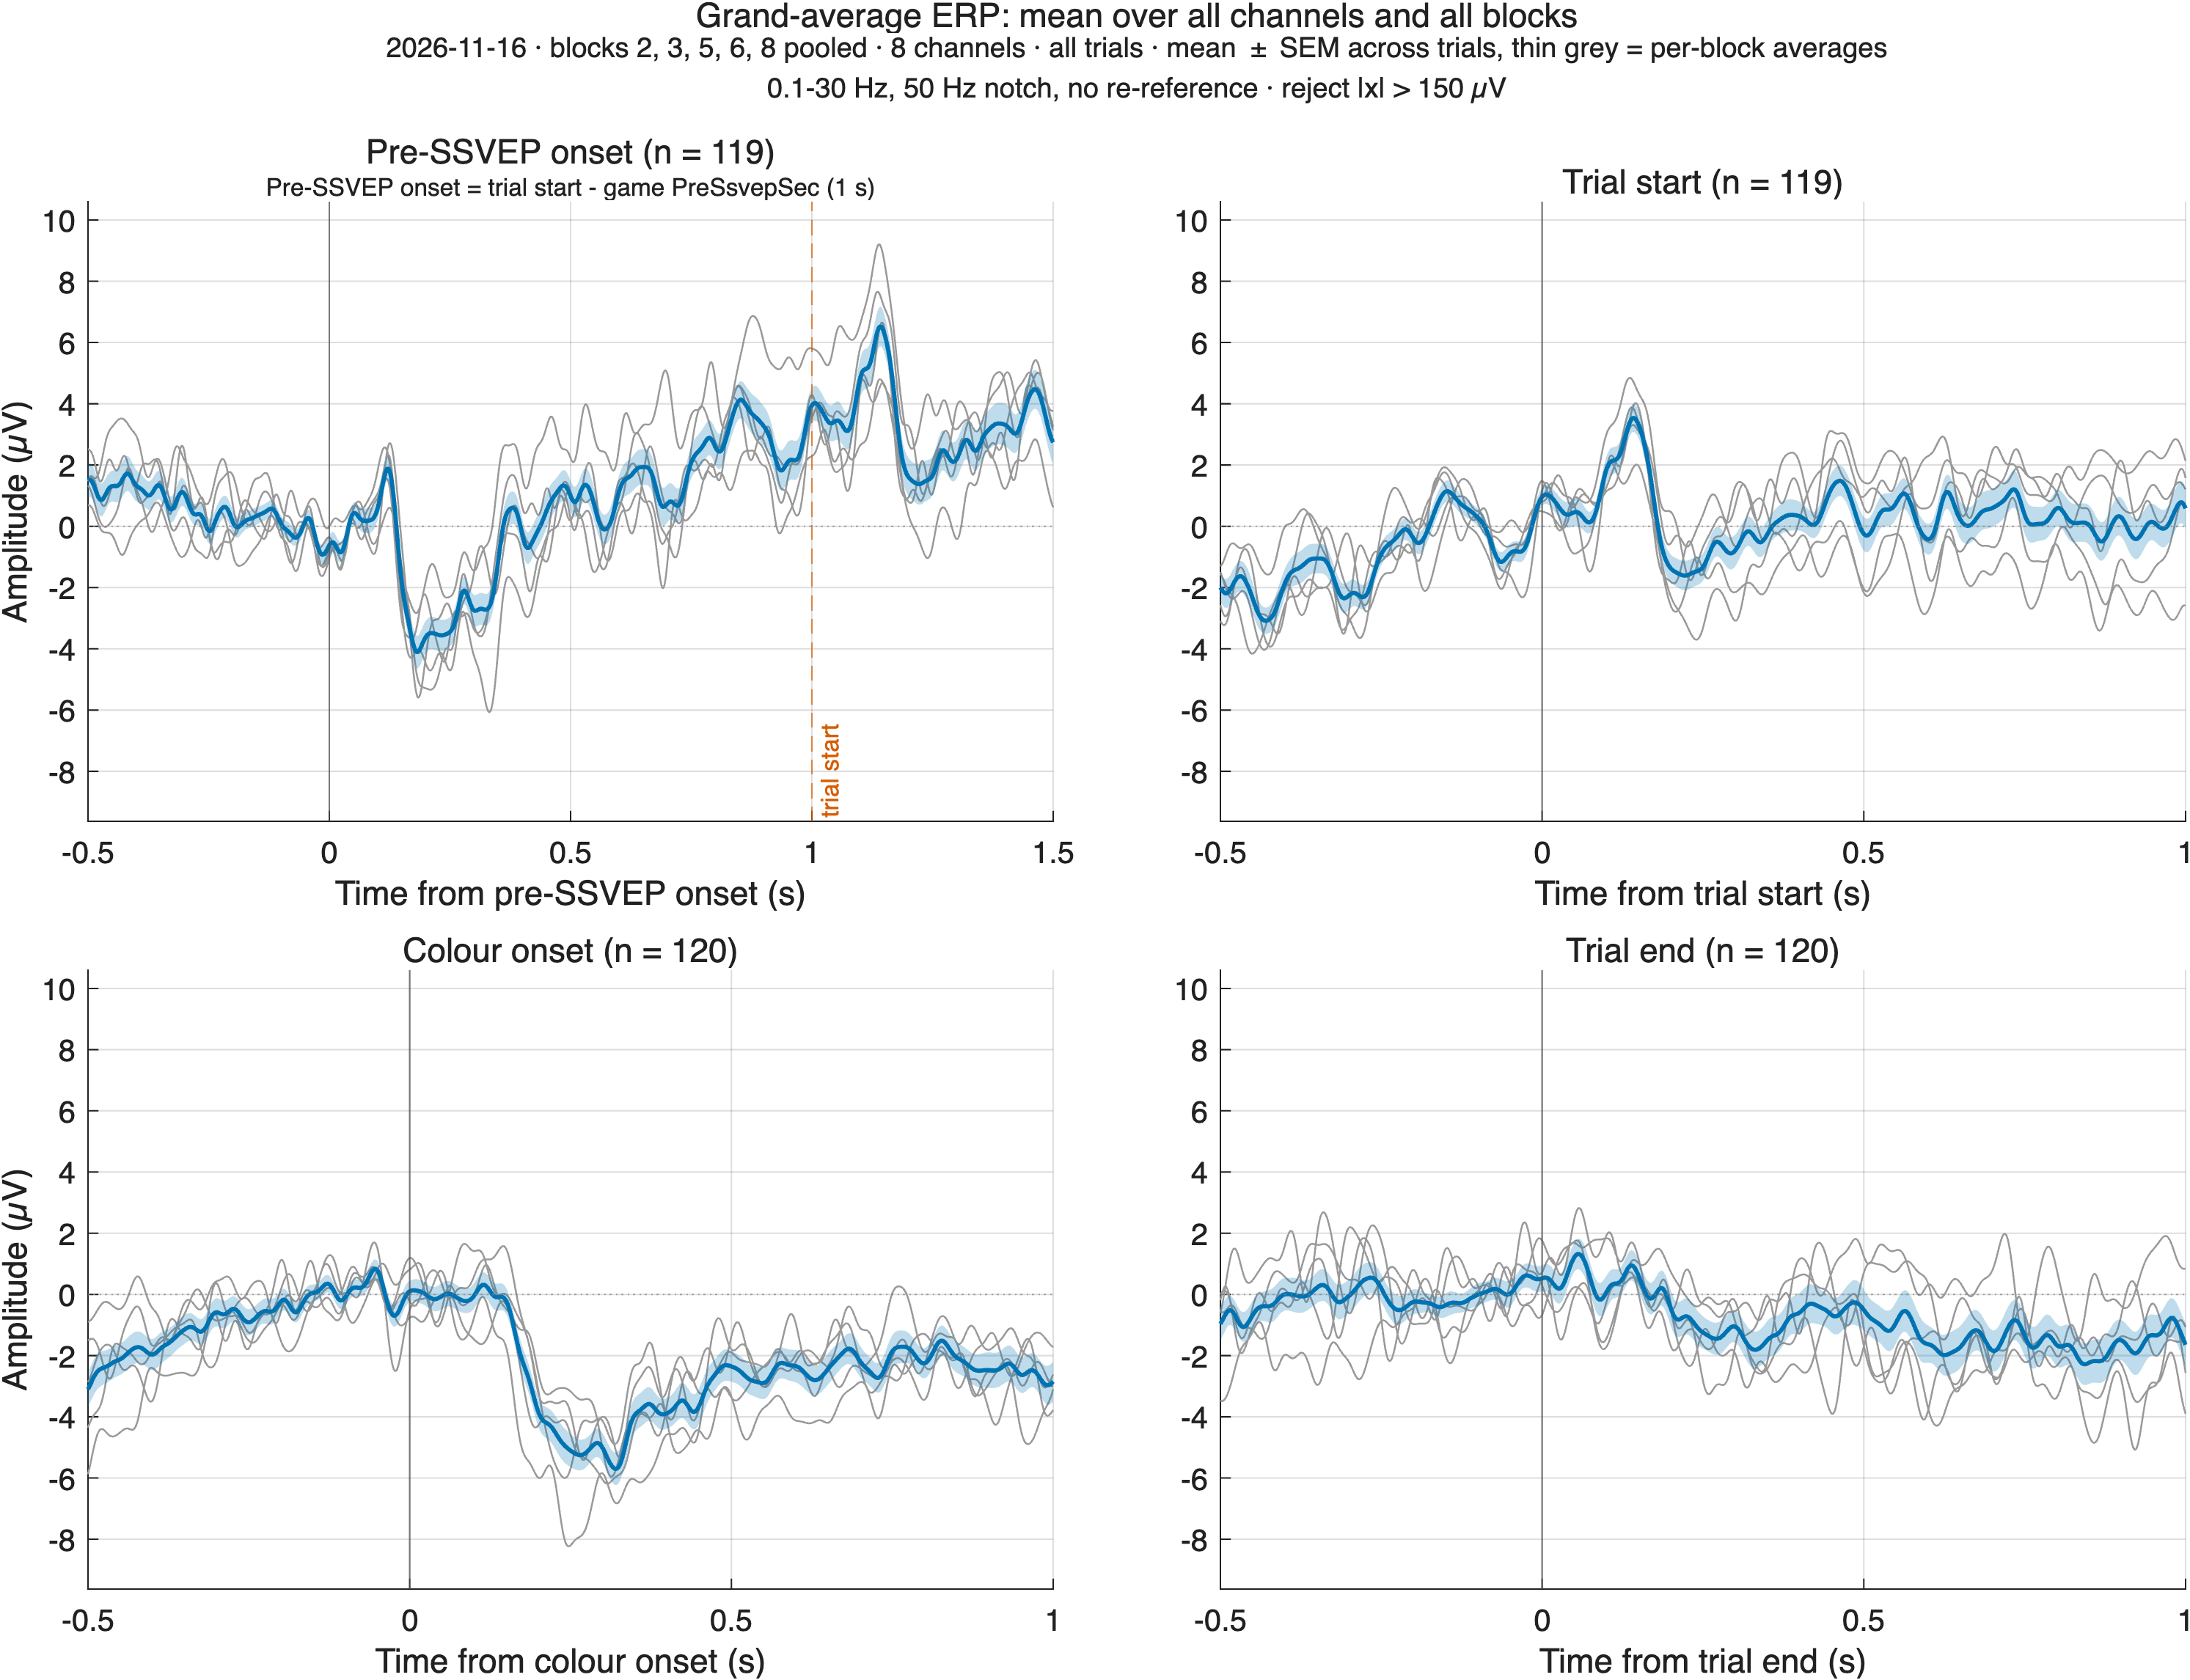 Grand-average ERP: mean over all channels and all blocks
2026-11-16 · blocks 2, 3, 5, 6, 8 pooled · 8 channels · all trials · mean ± SEM across trials, thin grey = per-block averages
0.1-30 Hz, 50 Hz notch, no re-reference · reject |x| > 150 µV
Pre-SSVEP onset (n = 119)
Pre-SSVEP onset = trial start - game PreSsvepSec (1 s)
10
8
6
4
2
0
-2
-4
-6
-8
Amplitude (µV)
trial start
-0.5 0 0.5 1 1.5
Time from pre-SSVEP onset (s)
Trial start (n = 119)
10
8
6
4
2
0
-2
-4
-6
-8
-0.5 0 0.5 1
Time from trial start (s)
Colour onset (n = 120)
10
8
6
4
2
0
-2
-4
-6
-8
Amplitude (µV)
-0.5 0 0.5 1
Time from colour onset (s)
Trial end (n = 120)
10
8
6
4
2
0
-2
-4
-6
-8
-0.5 0 0.5 1
Time from trial end (s)